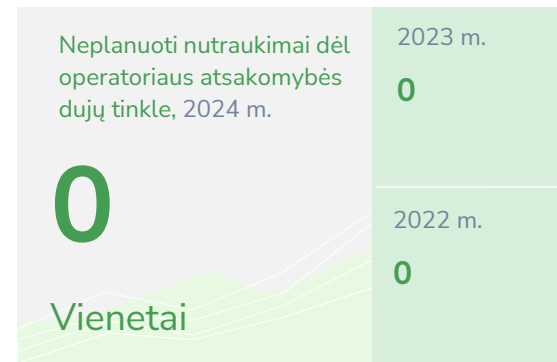 Neplanuoti nutraukimai dėl
operatoriaus atsakomybės
dujų tinkle, 2024 m.
0
Vienetai
2023 m.
0
2022 m.
0